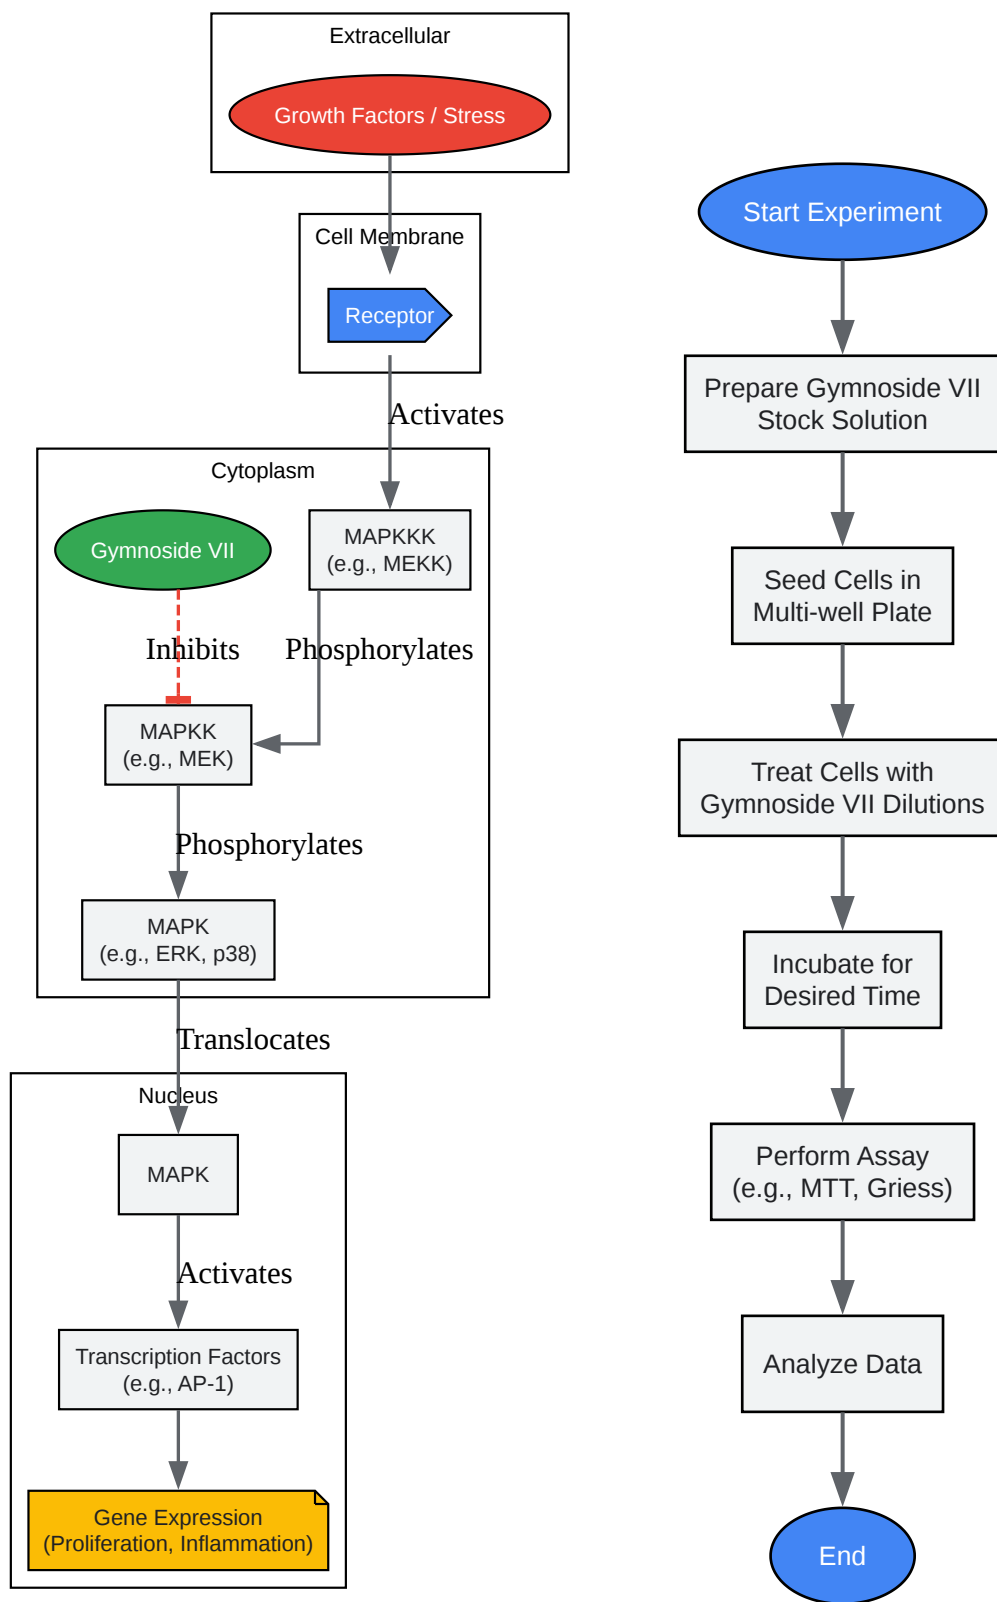 Extracellular
Growth Factors / Stress
Cell Membrane
Receptor
Activates
Cytoplasm
Gymnoside VII
MAPKKK
(e.g., MEKK)
Inhibits
Phosphorylates
MAPKK
(e.g., MEK)
Phosphorylates
MAPK
(e.g., ERK, p38)
Translocates
Nucleus
MAPK
Activates
Transcription Factors
(e.g., AP-1)
Gene Expression
(Proliferation, Inflammation)
Start Experiment
Prepare Gymnoside VII
Stock Solution
Seed Cells in
Multi-well Plate
Treat Cells with
Gymnoside VII Dilutions
Incubate for
Desired Time
Perform Assay
(e.g., MTT, Griess)
Analyze Data
End